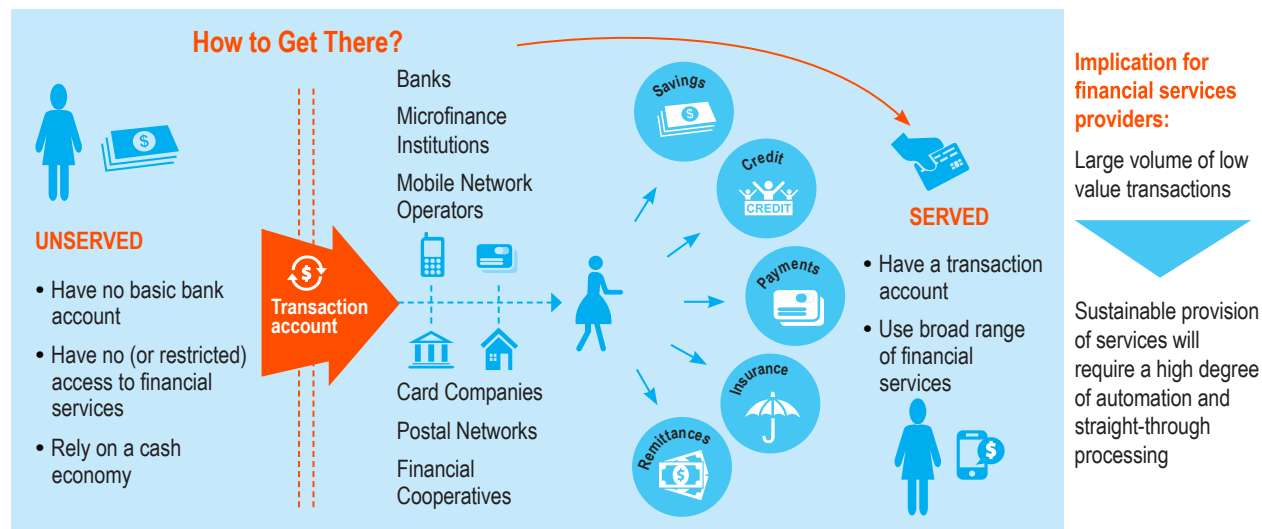 How to Get There?
UNSERVED
• Have no basic bank
account
• Have no (or restricted)
access to financial
services
• Rely on a cash
economy
$
$
Transaction
account
Banks
Microfinance
Institutions
Mobile Network
Operators
Card Companies
Postal Networks
Financial
Cooperatives
Savings
$
Credit
CREDIT
Payments
Insurance
Remittances
$
SERVED
• Have a transaction
account
• Use broad range
of financial
services
$
Implication for
financial services
providers:
Large volume of low
value transactions
Sustainable provision
of services will
require a high degree
of automation and
straight-through
processing